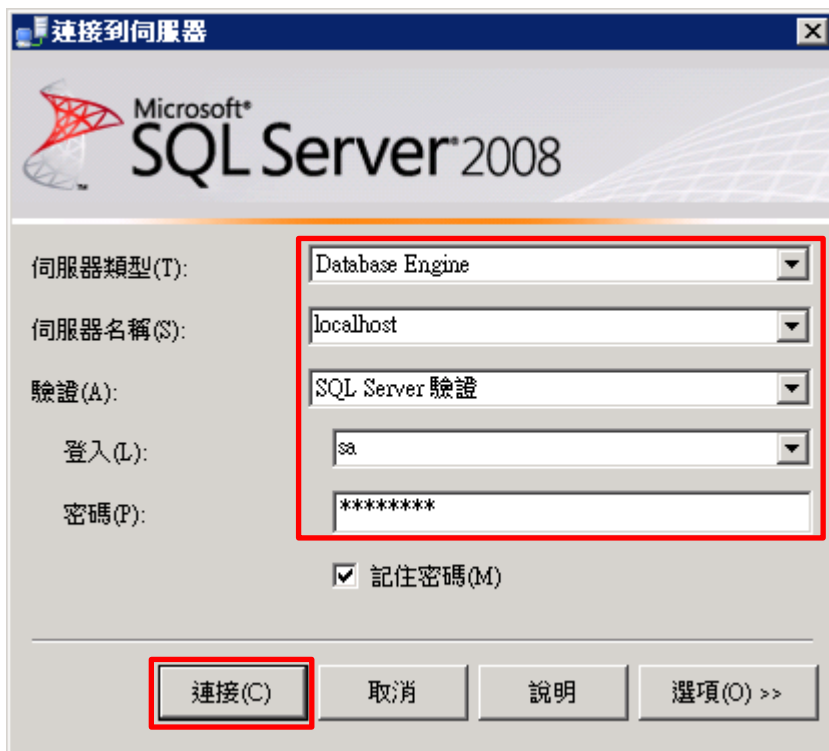 連接到伺服器
Microsoft®
SQL Server® 2008
伺服器類型(T): Database Engine
伺服器名稱(S): localhost
驗證(A): SQL Server 驗證
登入(L): sa
密碼(P): ********
記住密碼(M)
連接(C) 取消 說明 選項(O) >>